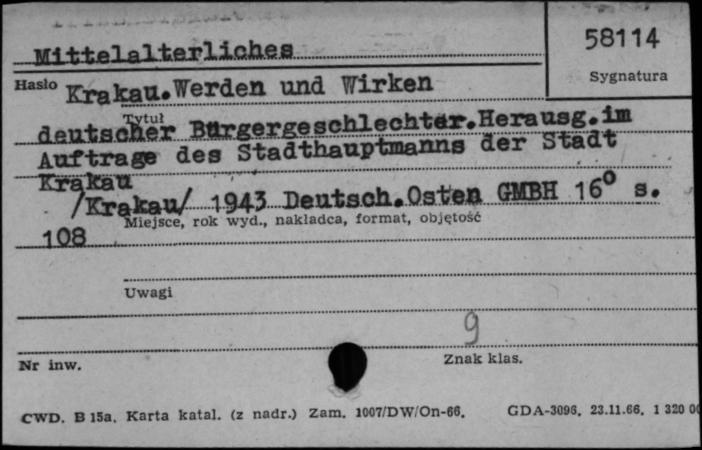 58114
Mittelalterliches
Sygnatura
Hasło Krakau.Werden und Wirken
Tytuł
deutscher Bürgergeschlechter.Herausg.im
Auftrage des Stadthauptmanns der Stadt
Krakau
/Krakau/ 1943 Deutsch.Osten GMBH 16° s.
Miejsce, rok wyd., nakładca, format, objętość
108
Uwagi
9
Nr inw.
Znak klas.
CWD. B 15a. Karta katal. (z nadr.) Zam. 1007/DW/On-66. GDA-3096. 23.11.66. 1 320 00